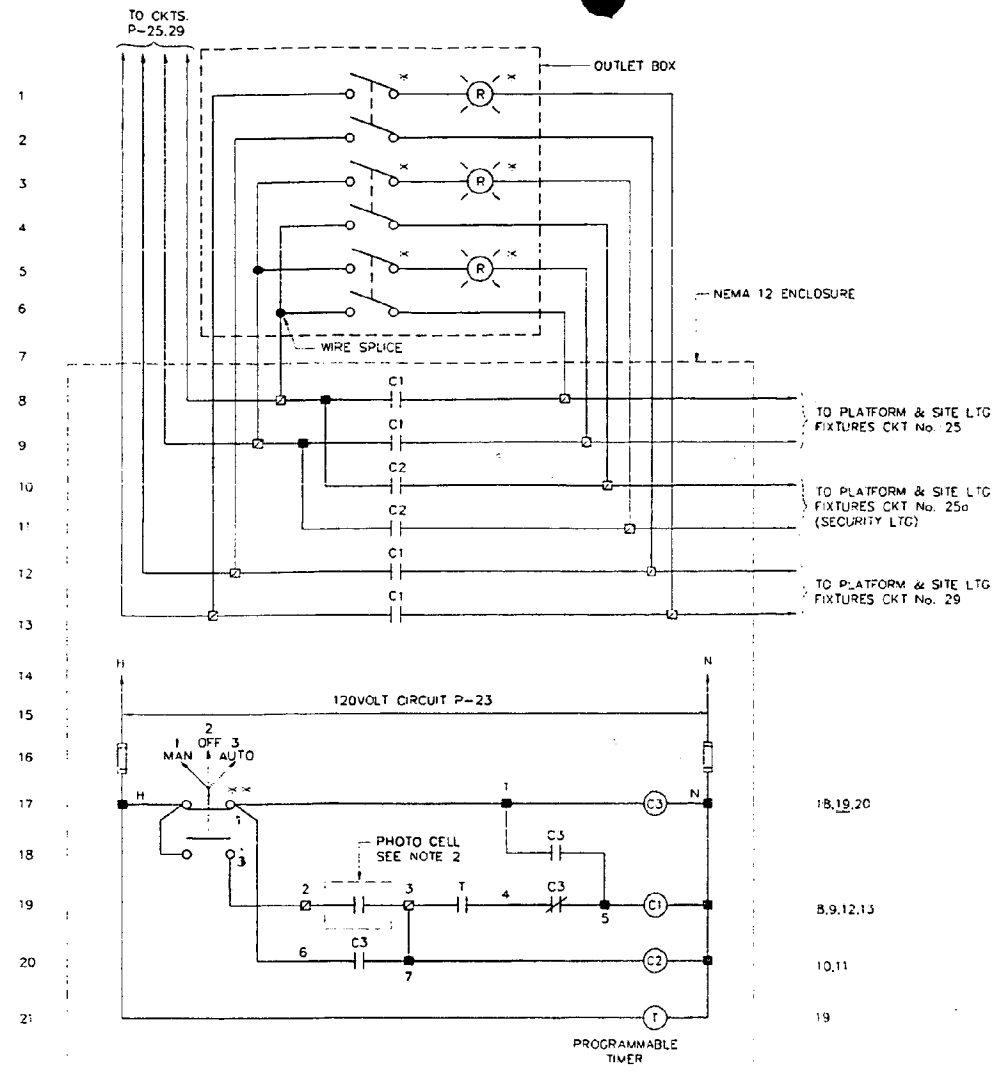 TO CKTS.
P-25.29
OUTLET BOX
1
R
2
3
R
4
5
R
6
NEMA 12 ENCLOSURE
WIRE SPLICE
7
C1
8
TO PLATFORM & SITE LTG
FIXTURES CKT No. 25
C1
9
C2
10
TO PLATFORM & SITE LTG
FIXTURES CKT No. 25a
(SECURITY LTG)
C2
11
C1
12
TO PLATFORM & SITE LTG
FIXTURES CKT No. 29
C1
13
H
N
14
120VOLT CIRCUIT P-23
15
2
1 OFF 3
MAN AUTO
16
* *
H 1 N
17 C3 18,19,20
1
PHOTO CELL
SEE NOTE 2
C3
18
3
2 3 T 4 C3
19 5 C1 8,9,12,13
6 C3
20 7 C2 10,11
21 T 19
PROGRAMMABLE
TIMER